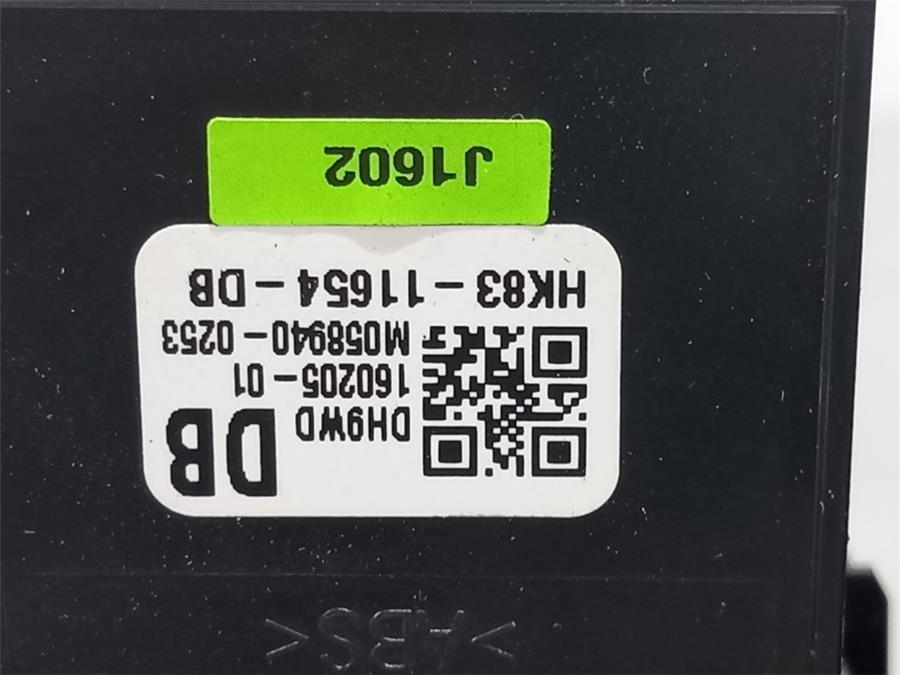 >ABS<
DH9WD DB
160205-01
M058940-0253
HK83-11654-DB
J1602